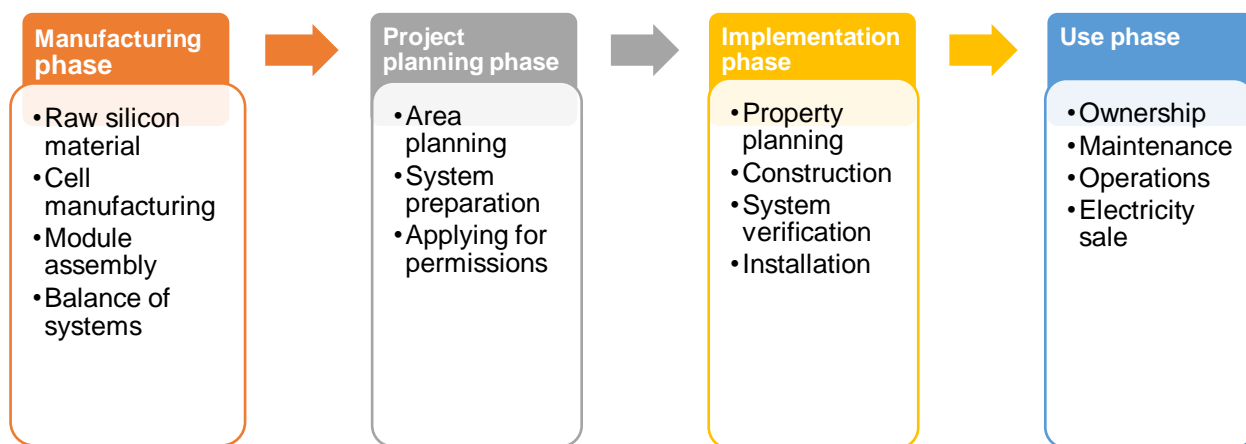 Manufacturing
phase
•Raw silicon
material
•Cell
manufacturing
•Module
assembly
•Balance of
systems
Project
planning phase
•Area
planning
•System
preparation
•Applying for
permissions
Implementation
phase
•Property
planning
•Construction
•System
verification
•Installation
Use phase
•Ownership
•Maintenance
•Operations
•Electricity
sale